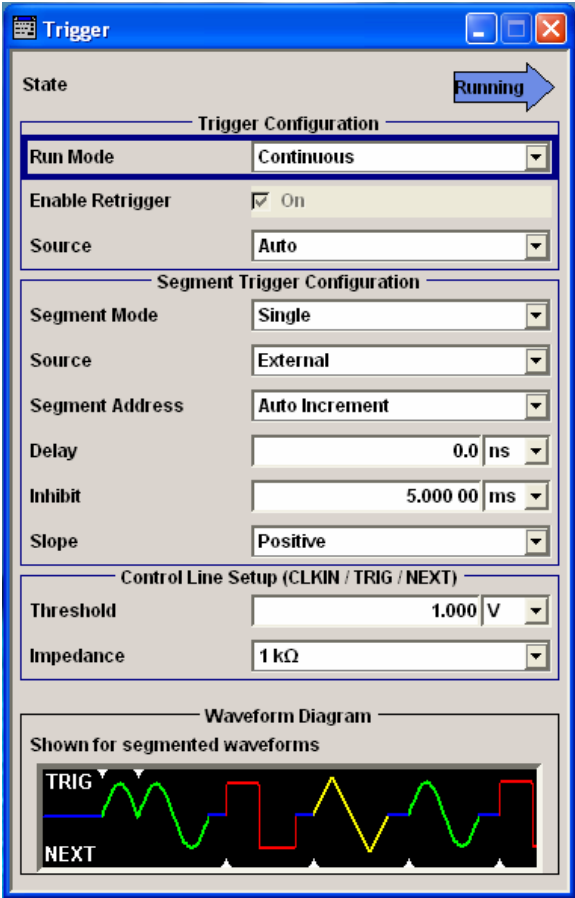 Trigger
State Running
Trigger Configuration
Run Mode Continuous
Enable Retrigger On
Source Auto
Segment Trigger Configuration
Segment Mode Single
Source External
Segment Address Auto Increment
Delay 0.0 ns
Inhibit 5.000 00 ms
Slope Positive
Control Line Setup (CLKIN / TRIG / NEXT)
Threshold 1.000 V
Impedance 1 kΩ
Waveform Diagram
Shown for segmented waveforms
TRIG
NEXT